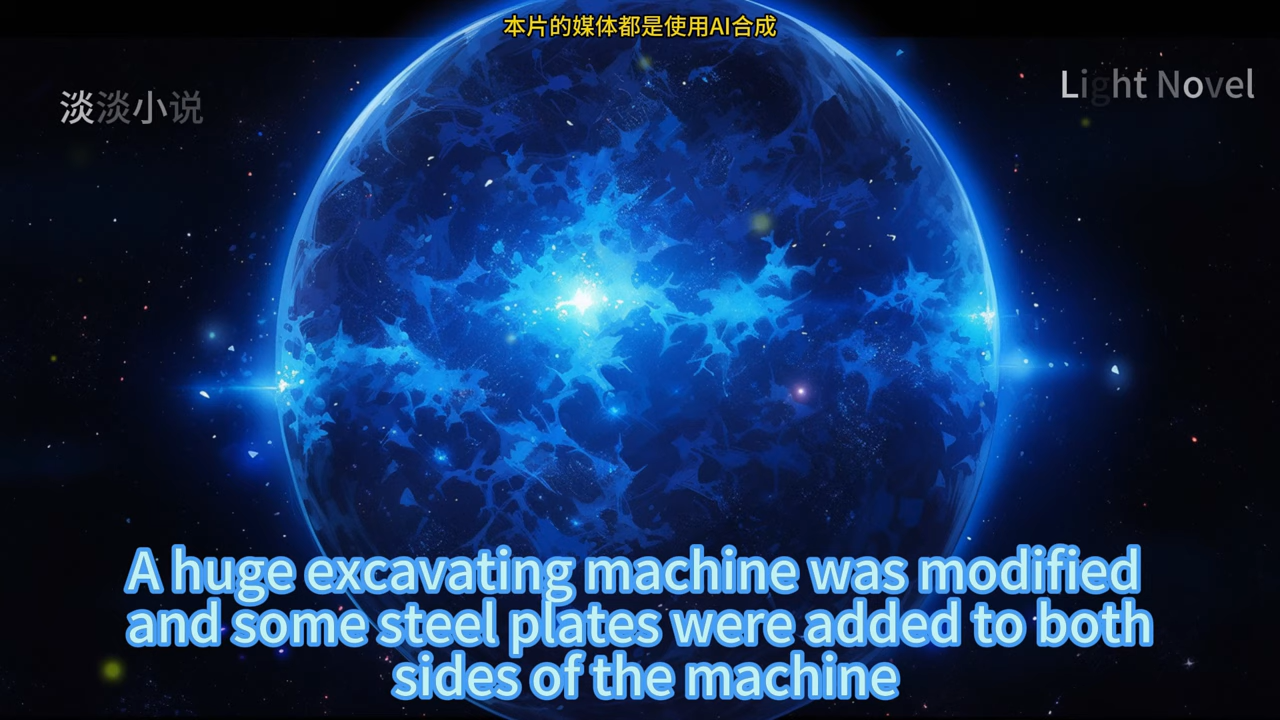 本片的媒体都是使用AI合成
淡淡小说
Light Novel
A huge excavating machine was modified
and some steel plates were added to both
sides of the machine